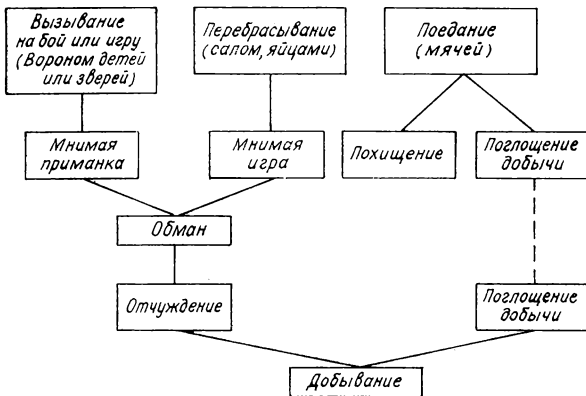 Вызывание
на бой или игру
(Вороном детей
или зверей)
Перебрасывание
(салом, яйцами)
Поедание
(мячей)
Мнимая
приманка
Мнимая
игра
Похищение
Поглощение
добычи
Обман
Отчуждение
Поглощение
добычи
Добывание